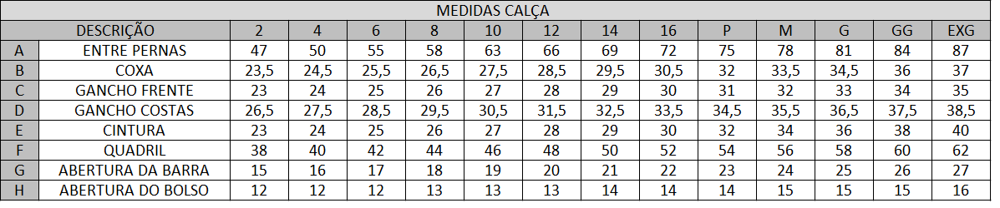 MEDIDAS CALÇA
DESCRIÇÃO 2 4 6 8 10 12 14 16 P M G GG EXG
A ENTRE PERNAS 47 50 55 58 63 66 69 72 75 78 81 84 87
B COXA 23,5 24,5 25,5 26,5 27,5 28,5 29,5 30,5 32 33,5 34,5 36 37
C GANCHO FRENTE 23 24 25 26 27 28 29 30 31 32 33 34 35
D GANCHO COSTAS 26,5 27,5 28,5 29,5 30,5 31,5 32,5 33,5 34,5 35,5 36,5 37,5 38,5
E CINTURA 23 24 25 26 27 28 29 30 32 34 36 38 40
F QUADRIL 38 40 42 44 46 48 50 52 54 56 58 60 62
G ABERTURA DA BARRA 15 16 17 18 19 20 21 22 23 24 25 26 27
H ABERTURA DO BOLSO 12 12 12 13 13 13 14 14 14 15 15 15 16